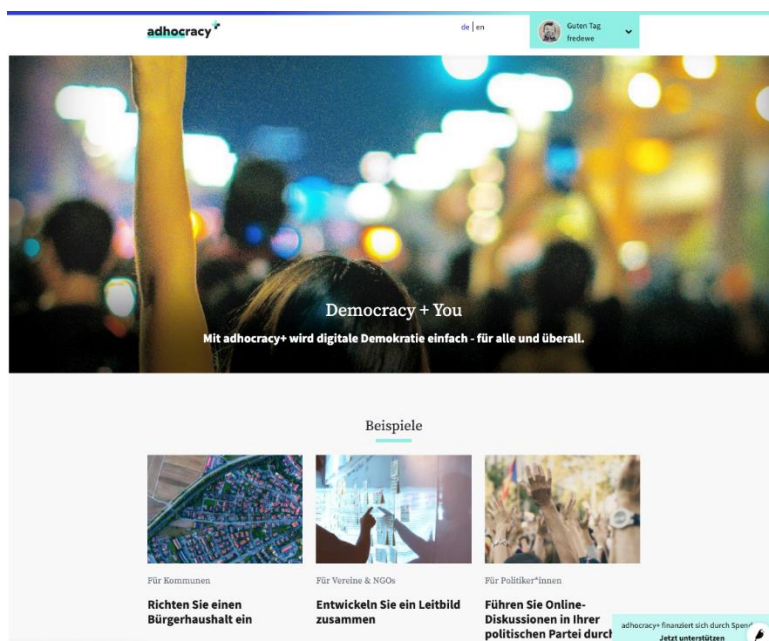 adhocracy+
de | en
Guten Tag
fredewe
Democracy + You
Mit adhocracy+ wird digitale Demokratie einfach - für alle und überall.
Beispiele
Für Kommunen
Richten Sie einen
Bürgerhaushalt ein
Für Vereine & NGOs
Entwickeln Sie ein Leitbild
zusammen
Für Politiker*innen
Führen Sie Online-
Diskussionen in Ihrer
politischen Partei durch
adhocracy+ finanziert sich durch
Jetzt unterstützen